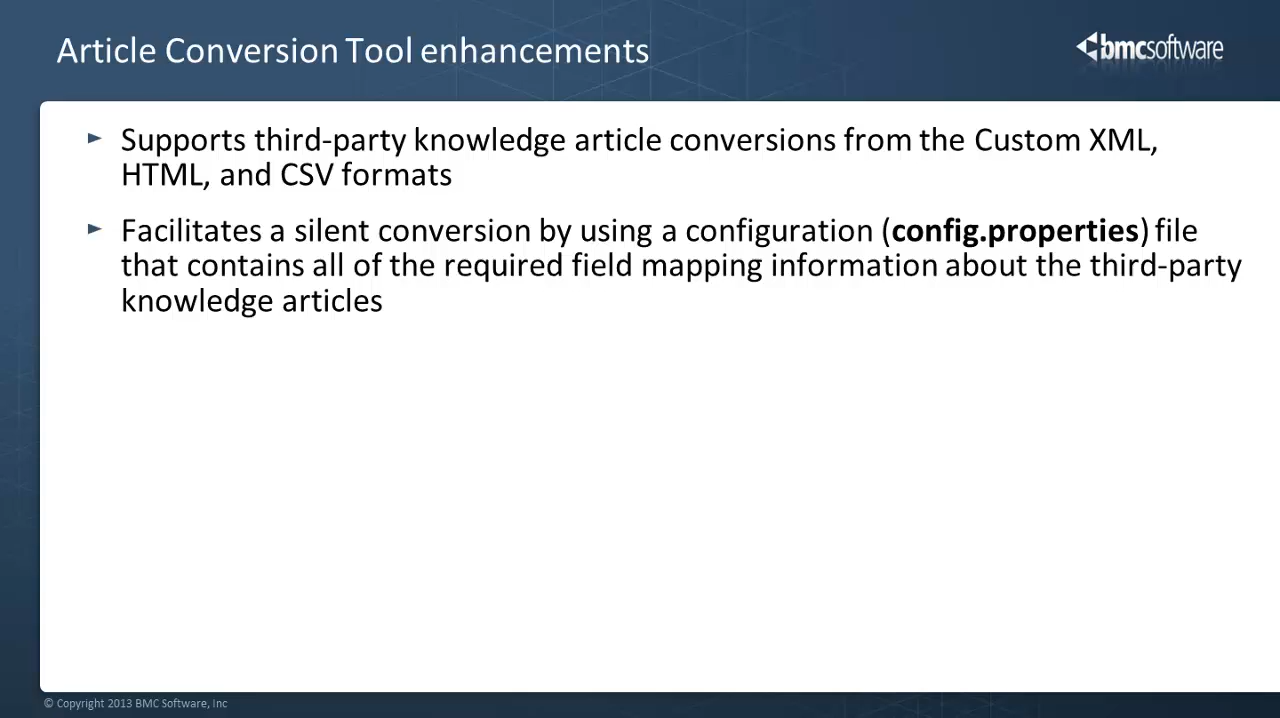 Article Conversion Tool enhancements
bmcsoftware
► Supports third-party knowledge article conversions from the Custom XML,
HTML, and CSV formats
► Facilitates a silent conversion by using a configuration (config.properties) file
that contains all of the required field mapping information about the third-party
knowledge articles
© Copyright 2013 BMC Software, Inc